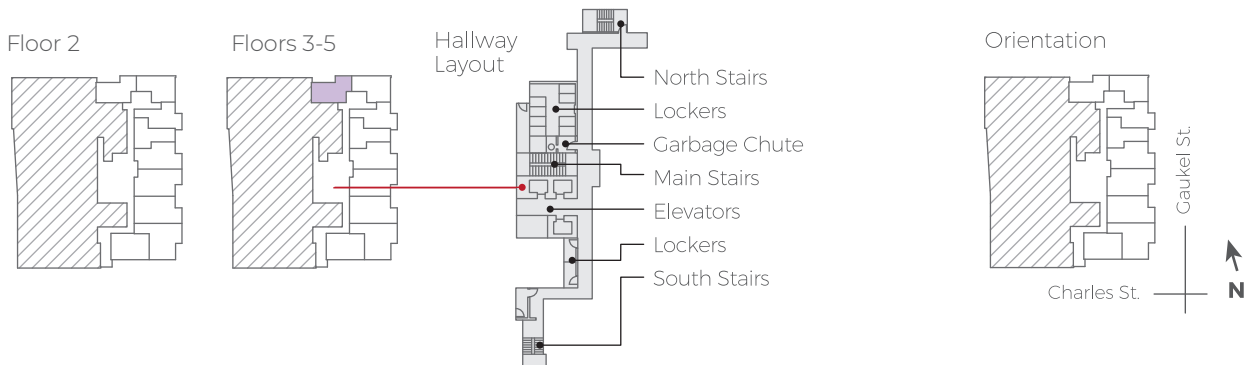 Floor 2
Floors 3-5
Hallway
Layout
North Stairs
Lockers
Garbage Chute
Main Stairs
Elevators
Lockers
South Stairs
Orientation
Gaukel St.
Charles St.
N